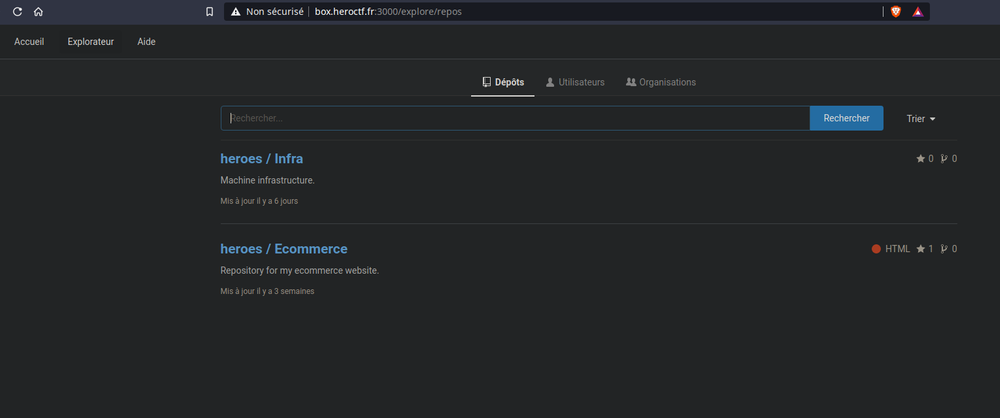 Non sécurisé box.heroctf.fr:3000/explore/repos
Accueil Explorateur Aide
Dépôts Utilisateurs Organisations
Rechercher... Rechercher Trier
heroes / Infra 0 0
Machine infrastructure.
Mis à jour il y a 6 jours
heroes / Ecommerce HTML 1 0
Repository for my ecommerce website.
Mis à jour il y a 3 semaines